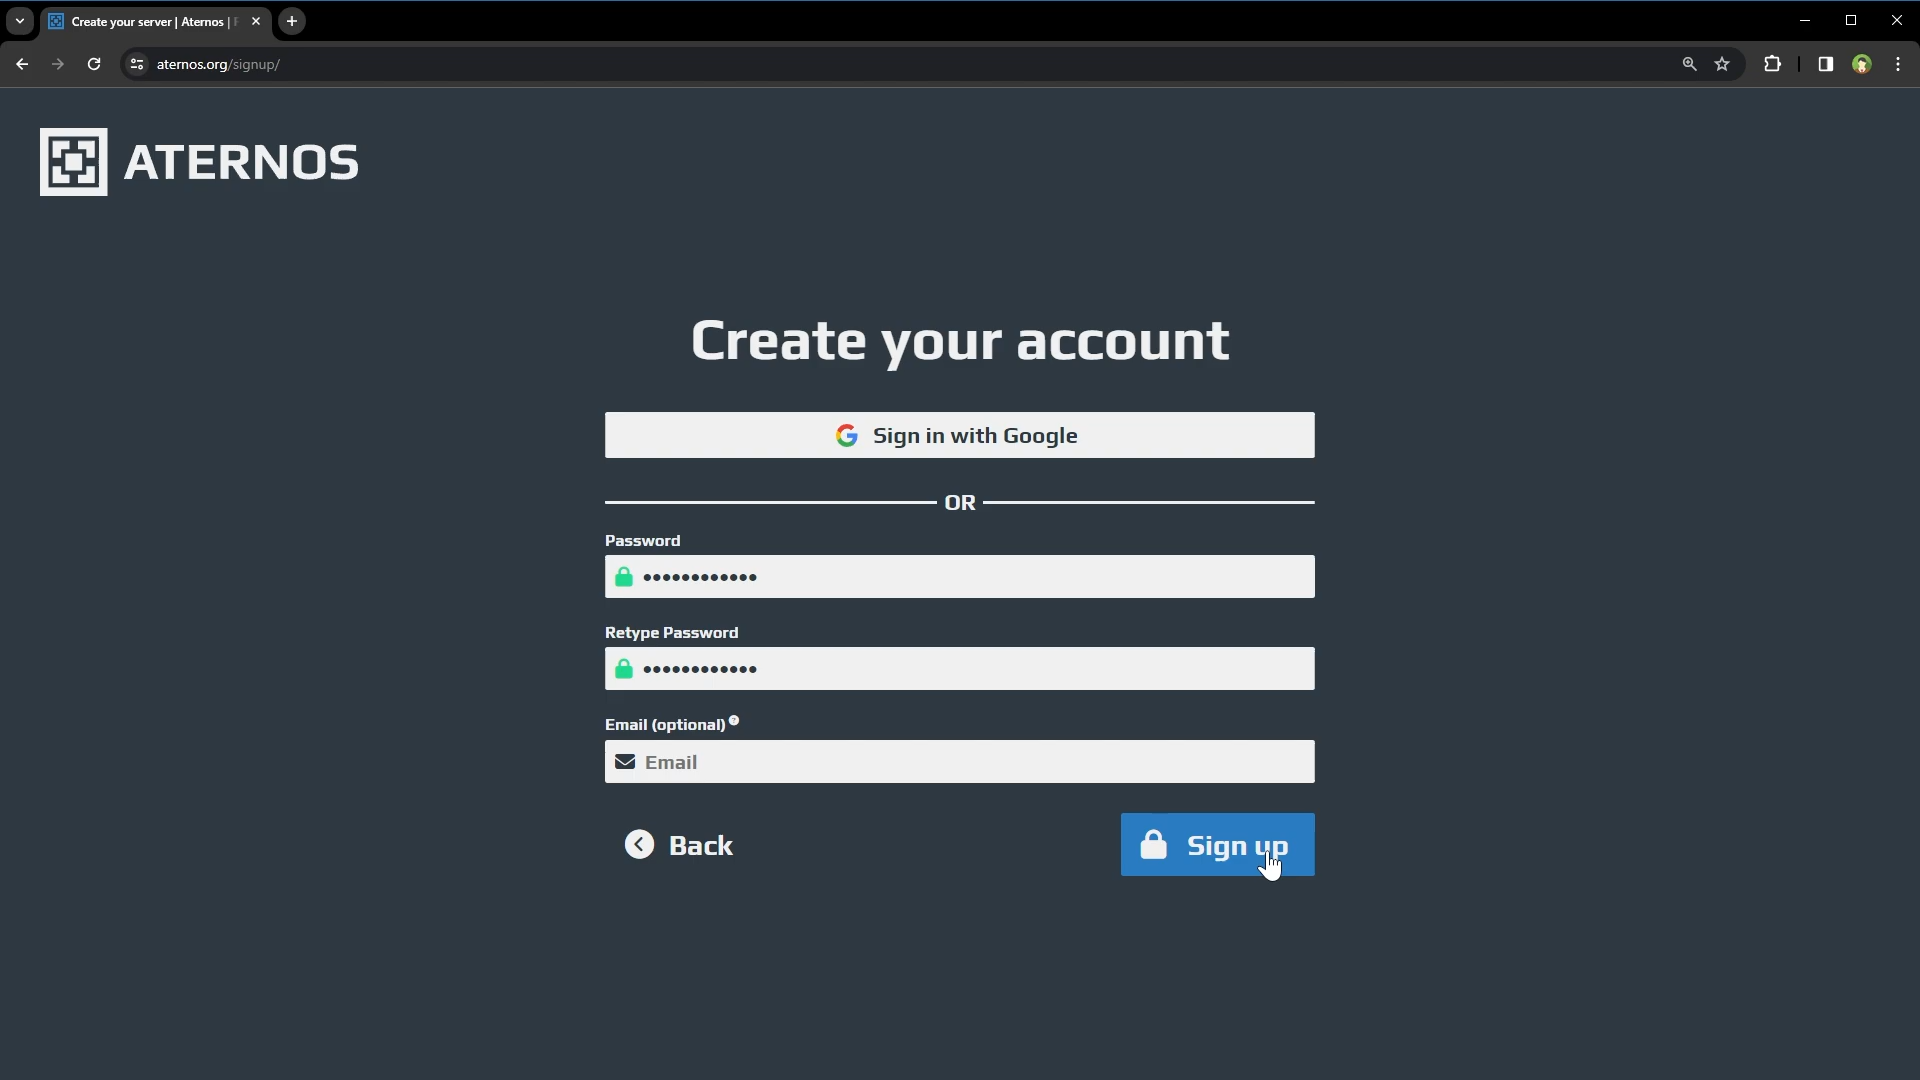 Create your server | Aternos |
aternos.org/signup/
ATERNOS
Create your account
Sign in with Google
OR
Password
••••••••••••
Retype Password
••••••••••••
Email (optional)
Email
Back
Sign up